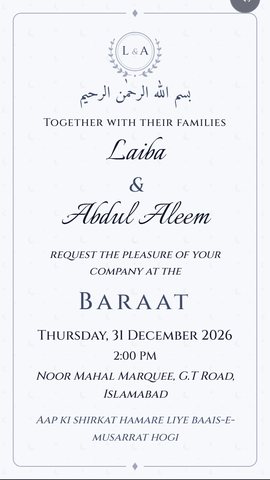 L & A
بسم الله الرحمٰن الرحيم
Together with their families
Laiba
&
Abdul Aleem
request the pleasure of your
company at the
Baraat
Thursday, 31 December 2026
2:00 PM
Noor Mahal Marquee, G.T Road,
Islamabad
Aap ki shirkat hamare liye baais-e-
musarrat hogi